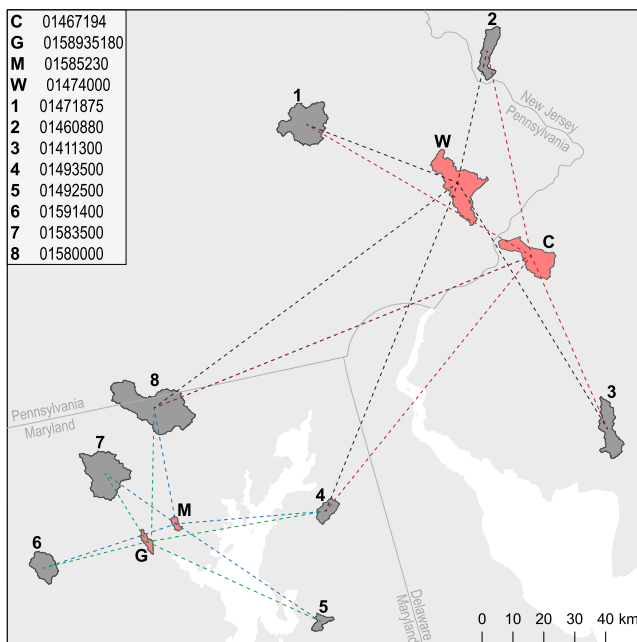 C 01467194
G 0158935180
M 01585230
W 01474000
1 01471875
2 01460880
3 01411300
4 01493500
5 01492500
6 01591400
7 01583500
8 01580000
2
New Jersey
Pennsylvania
1
W
C
8
3
Pennsylvania
Maryland
7
4
M
6
G
5
Delaware
Maryland
0 10 20 30 40 km